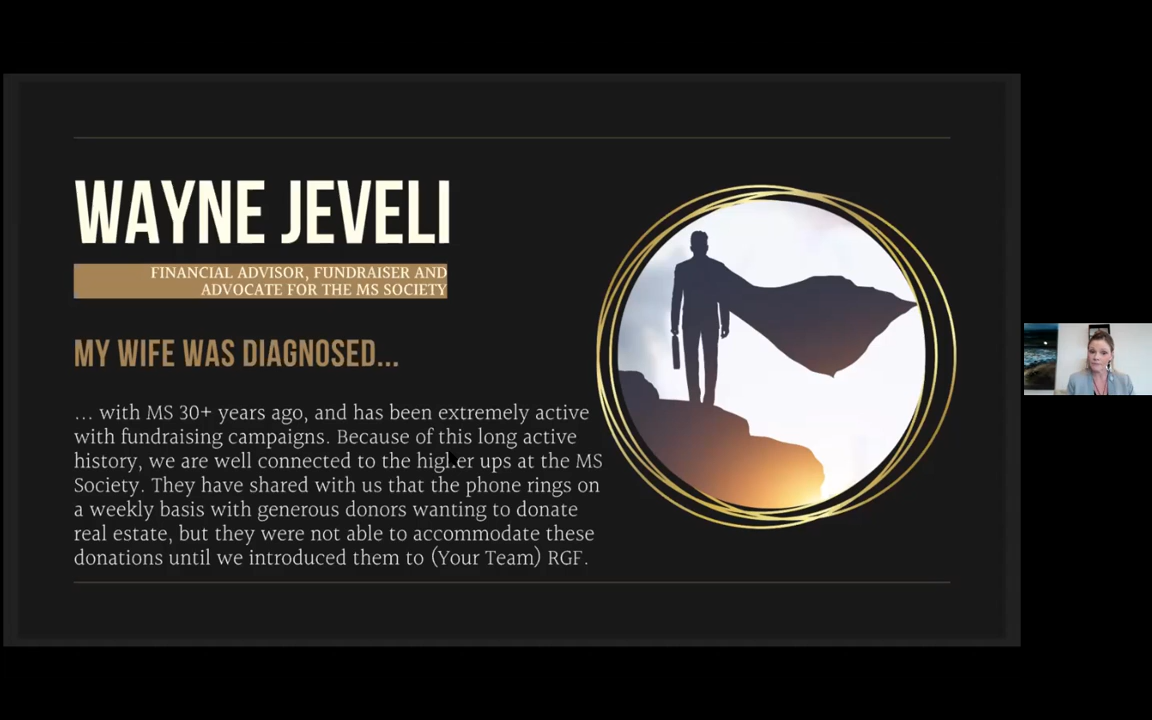 WAYNE JEVELI
FINANCIAL ADVISOR, FUNDRAISER AND
ADVOCATE FOR THE MS SOCIETY
MY WIFE WAS DIAGNOSED...
... with MS 30+ years ago, and has been extremely active
with fundraising campaigns. Because of this long active
history, we are well connected to the higher ups at the MS
Society. They have shared with us that the phone rings on
a weekly basis with generous donors wanting to donate
real estate, but they were not able to accommodate these
donations until we introduced them to (Your Team) RGF.